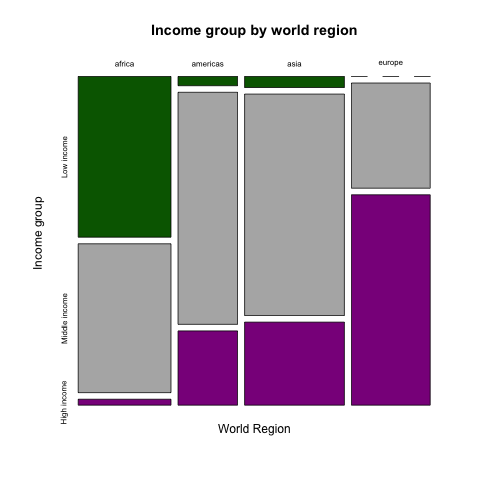 Income group by world region
africa
americas
asia
europe
Low income
Middle income
High income
Income group
World Region